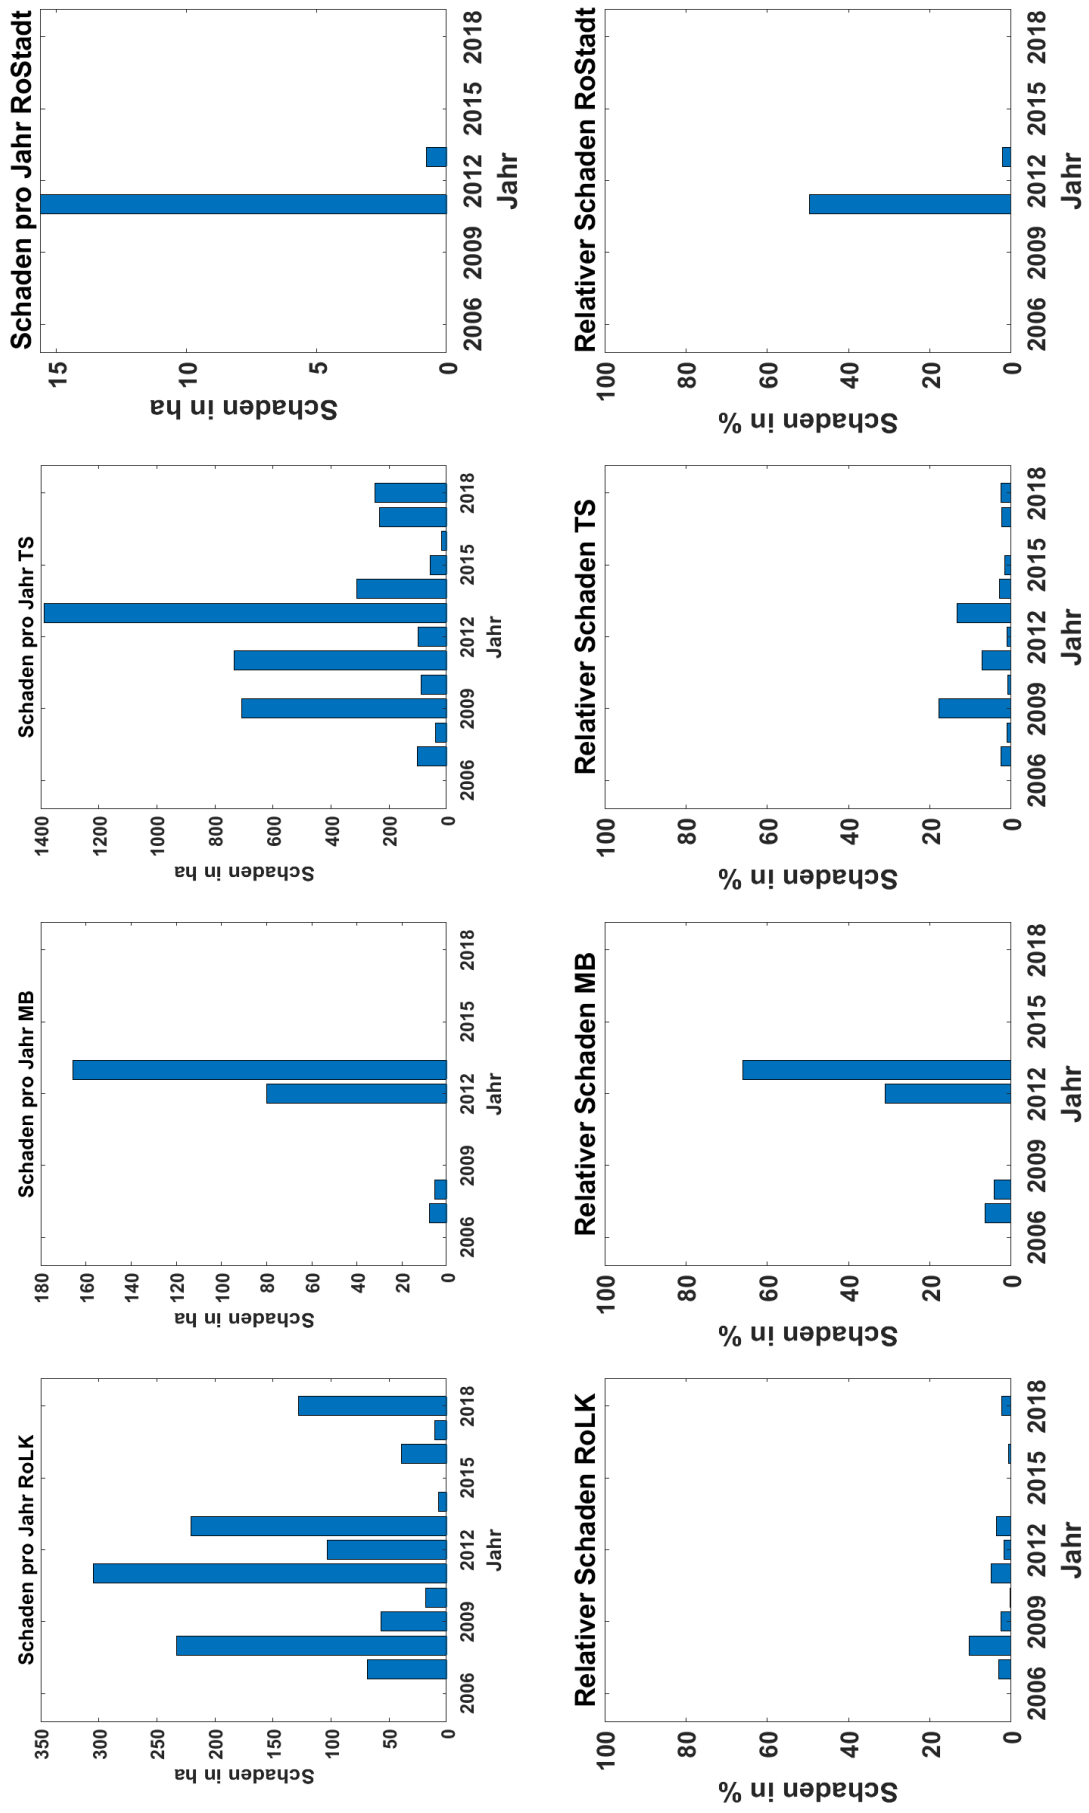 Schaden pro Jahr RoLK
Schaden in ha
350
300
250
200
150
100
50
0
2006 2009 2012 2015 2018
Jahr
Schaden pro Jahr MB
Schaden in ha
180
160
140
120
100
80
60
40
20
0
2006 2009 2012 2015 2018
Jahr
Schaden pro Jahr TS
Schaden in ha
1400
1200
1000
800
600
400
200
0
2006 2009 2012 2015 2018
Jahr
Schaden pro Jahr RoStadt
Schaden in ha
15
10
5
0
2006 2009 2012 2015 2018
Jahr
Relativer Schaden RoLK
Schaden in %
100
80
60
40
20
0
2006 2009 2012 2015 2018
Jahr
Relativer Schaden MB
Schaden in %
100
80
60
40
20
0
2006 2009 2012 2015 2018
Jahr
Relativer Schaden TS
Schaden in %
100
80
60
40
20
0
2006 2009 2012 2015 2018
Jahr
Relativer Schaden RoStadt
Schaden in %
100
80
60
40
20
0
2006 2009 2012 2015 2018
Jahr